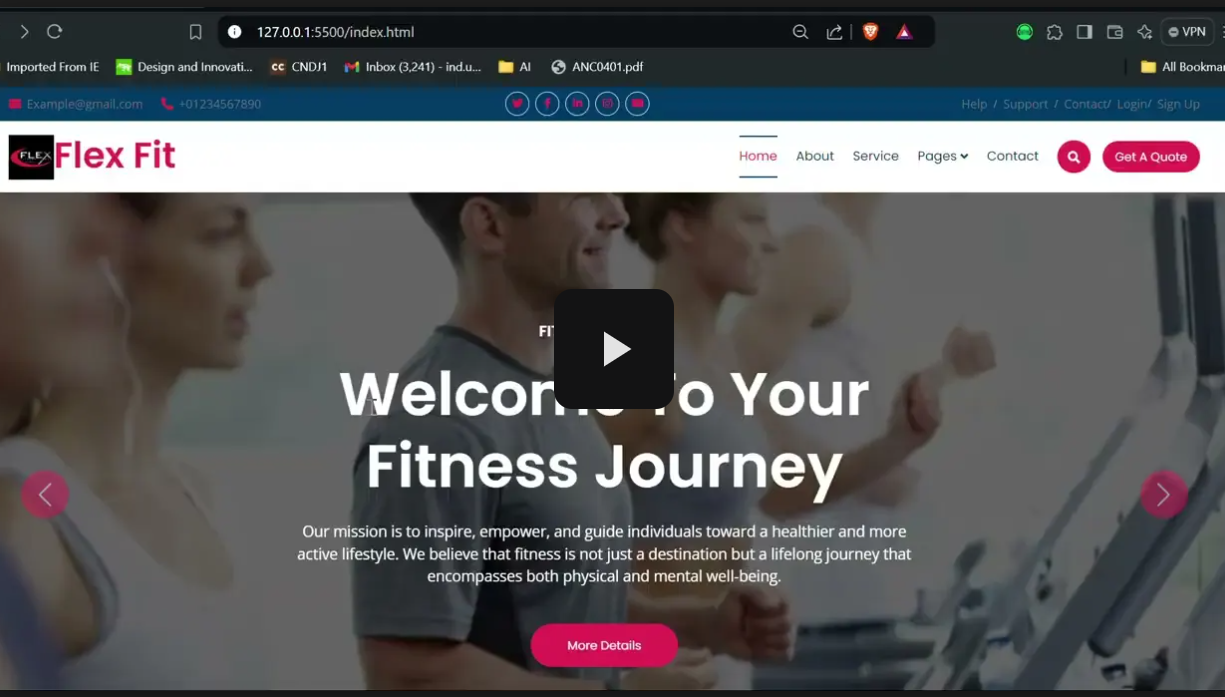 127.0.0.1:5500/index.html
VPN
Imported From IE Design and Innovati... CC CNDJ1 Inbox (3,241) - ind.u... AI ANC0401.pdf All Bookmar
Example@gmail.com +01234567890 Help / Support / Contact/ Login/ Sign Up
FLEX Flex Fit
Home About Service Pages Contact Get A Quote
Welcom To Your
Fitness Journey
Our mission is to inspire, empower, and guide individuals toward a healthier and more
active lifestyle. We believe that fitness is not just a destination but a lifelong journey that
encompasses both physical and mental well-being.
More Details